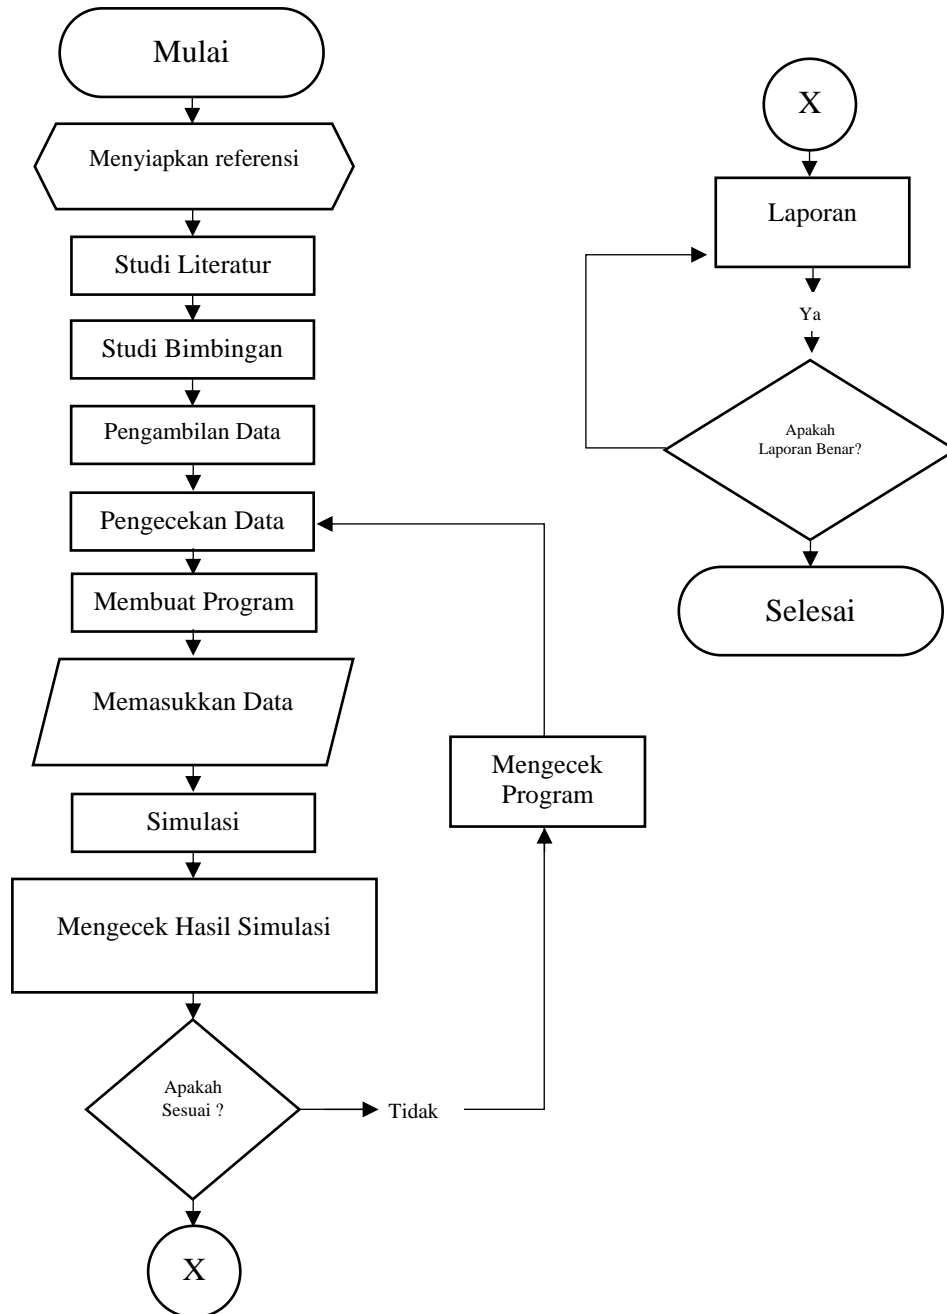 Mulai
Menyiapkan referensi
Studi Literatur
Studi Bimbingan
Pengambilan Data
Pengecekan Data
Membuat Program
Memasukkan Data
Simulasi
Mengecek Hasil Simulasi
Apakah
Sesuai ?
Tidak
Mengecek
Program
X
X
Laporan
Ya
Apakah
Laporan Benar?
Selesai